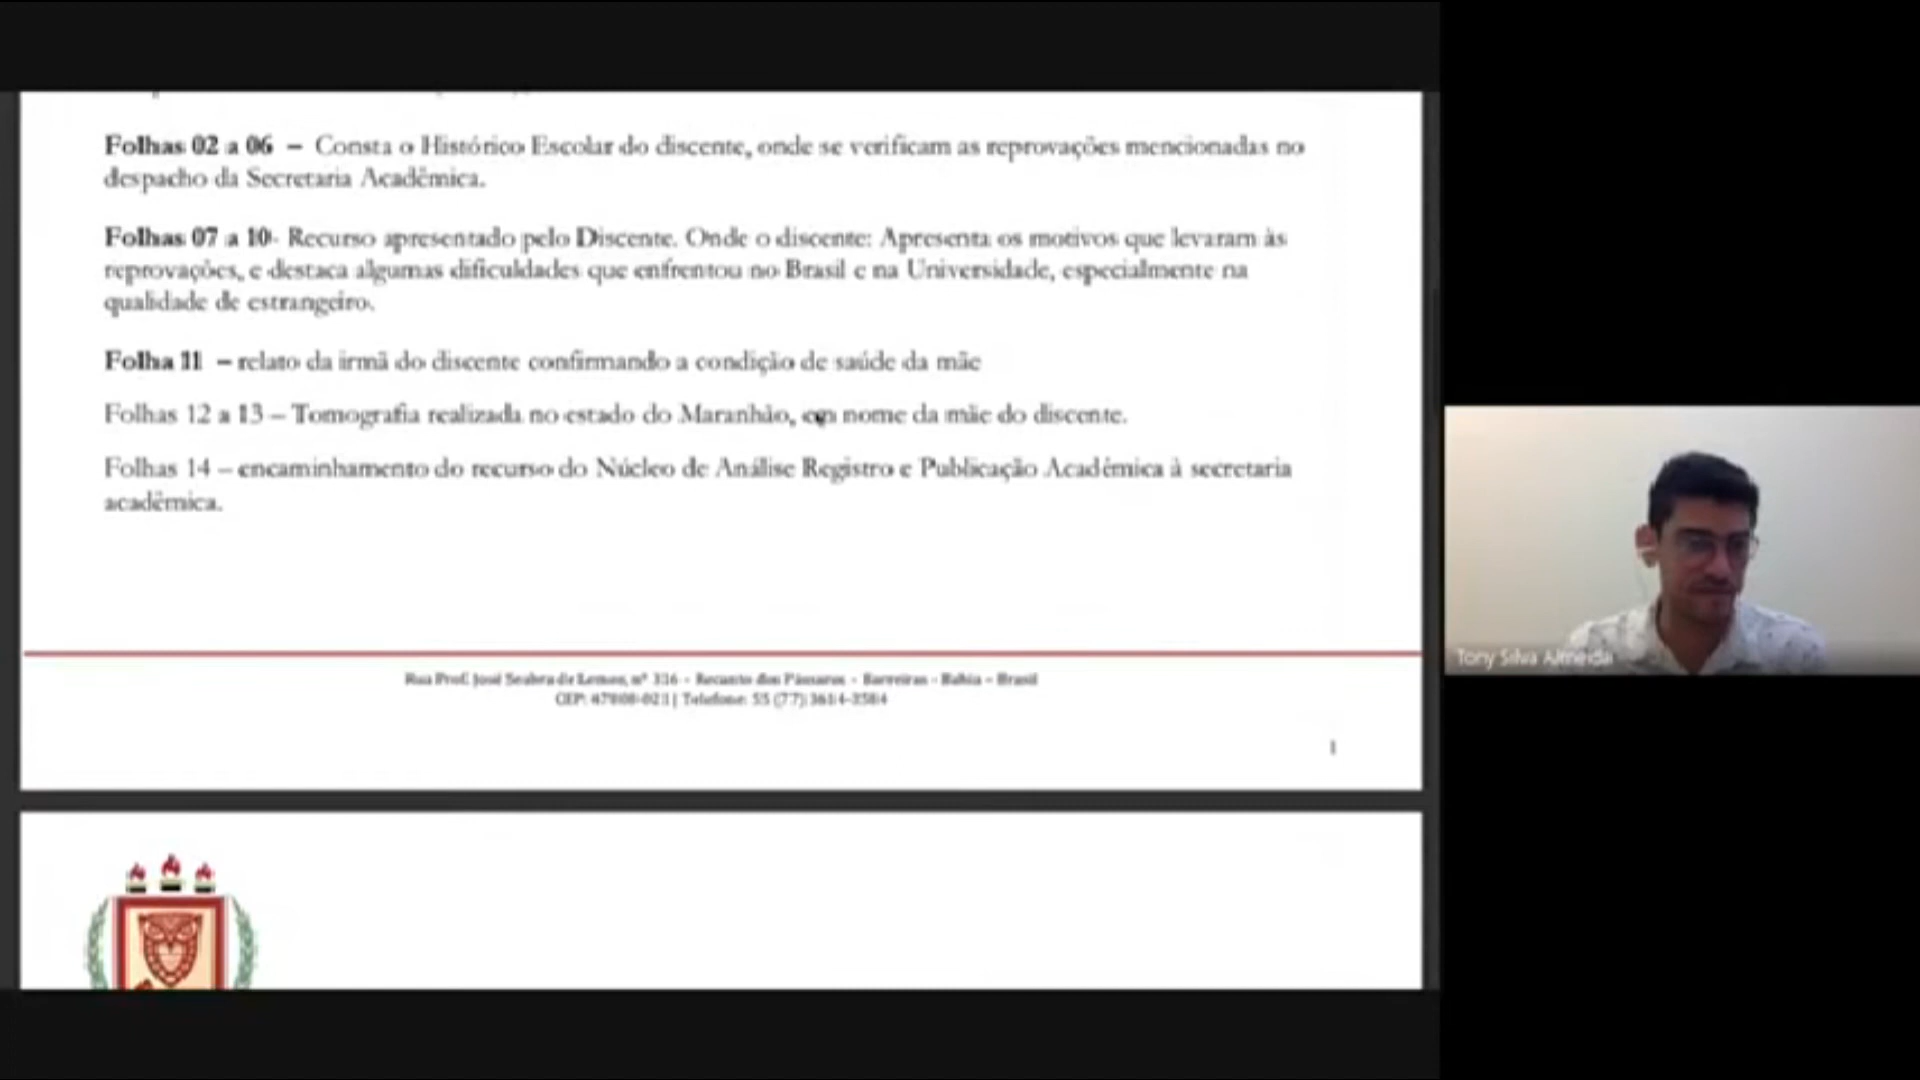 Folhas 02 a 06 – Consta o Histórico Escolar do discente, onde se verificam as reprovações mencionadas no
despacho da Secretaria Acadêmica.
Folhas 07 a 10- Recurso apresentado pelo Discente. Onde o discente: Apresenta os motivos que levaram às
reprovações, e destaca algumas dificuldades que enfrentou no Brasil e na Universidade, especialmente na
qualidade de estrangeiro.
Folha 11 – relato da irmã do discente confirmando a condição de saúde da mãe
Folhas 12 a 13 – Tomografia realizada no estado do Maranhão, em nome da mãe do discente.
Folhas 14 – encaminhamento do recurso do Núcleo de Análise Registro e Publicação Acadêmica à secretaria
acadêmica.
Rua Prof. José Seabra de Lemos, nº 316 - Recanto dos Pássaros - Barreiras - Bahia – Brasil
CEP: 47808-021| Telefone: 55 (77) 3614-3584
1
Tony Silva Almeida